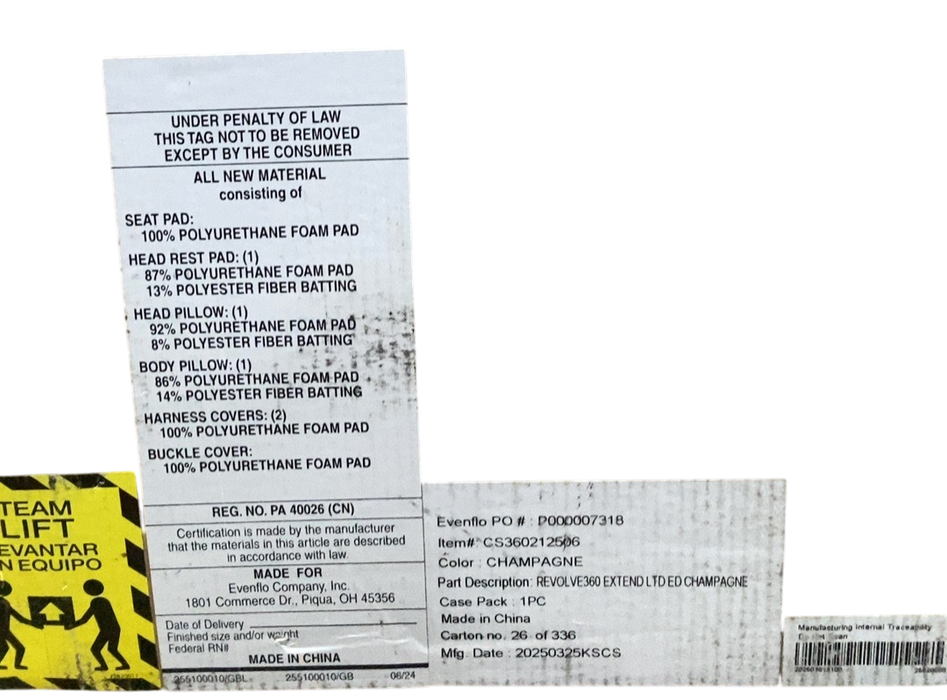 UNDER PENALTY OF LAW
THIS TAG NOT TO BE REMOVED
EXCEPT BY THE CONSUMER
ALL NEW MATERIAL
consisting of
SEAT PAD:
100% POLYURETHANE FOAM PAD
HEAD REST PAD: (1)
87% POLYURETHANE FOAM PAD
13% POLYESTER FIBER BATTING
HEAD PILLOW: (1)
92% POLYURETHANE FOAM PAD
8% POLYESTER FIBER BATTING
BODY PILLOW: (1)
86% POLYURETHANE FOAM PAD
14% POLYESTER FIBER BATTING
HARNESS COVERS: (2)
100% POLYURETHANE FOAM PAD
BUCKLE COVER:
100% POLYURETHANE FOAM PAD
REG. NO. PA 40026 (CN)
Certification is made by the manufacturer
that the materials in this article are described
in accordance with law.
MADE FOR
Evenflo Company, Inc.
1801 Commerce Dr., Piqua, OH 45356
Date of Delivery
Finished size and/or weight
Federal RN#
MADE IN CHINA
255100010/GBL 255100010/GB 06/24
TEAM
LIFT
EVANTAR
N EQUIPO
Evenflo PO # : P000007318
Item#: CS360212506
Color : CHAMPAGNE
Part Description: REVOLVE360 EXTEND LTD ED CHAMPAGNE
Case Pack : 1PC
Made in China
Carton no. 26 of 336
Mfg. Date : 20250325KSCS
Manufacturing Internal Traceability